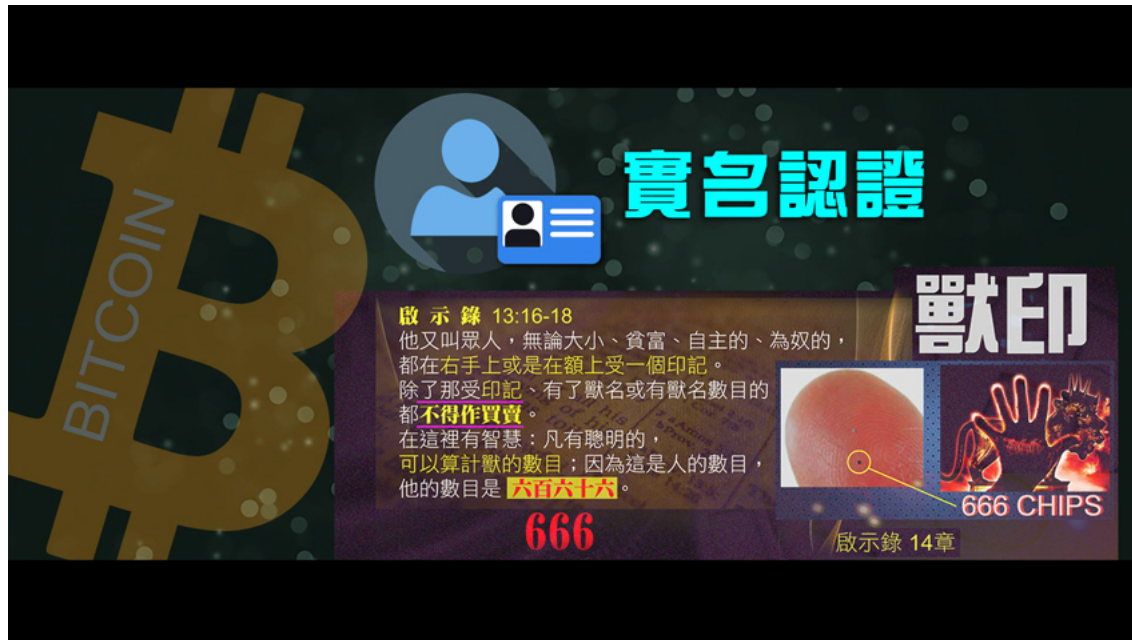 BITCOIN
實名認證
獸印
啟示錄 13:16-18
他又叫眾人，無論大小、貧富、自主的、為奴的，
都在右手上或是在額上受一個印記。
除了那受印記、有了獸名或有獸名數目的
都不得作買賣。
在這裡有智慧：凡有聰明的，
可以算計獸的數目；因為這是人的數目，
他的數目是 六百六十六。
666
666 CHIPS
啟示錄 14章